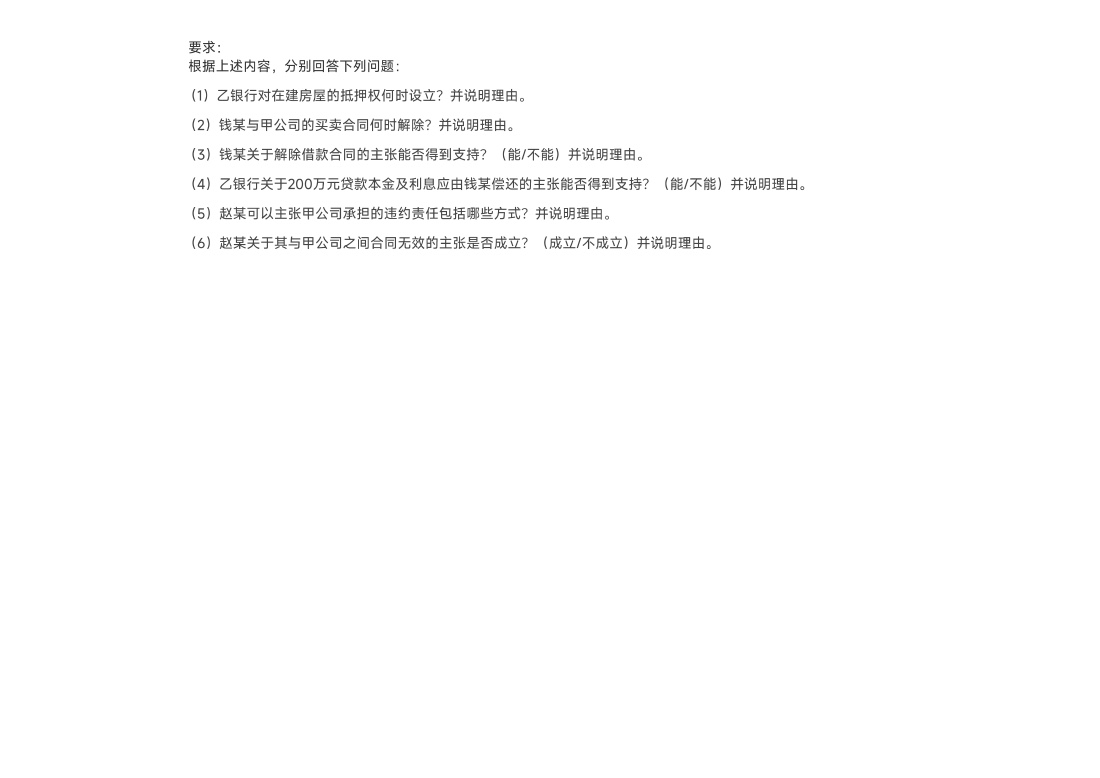 要求：
根据上述内容，分别回答下列问题：
（1）乙银行对在建房屋的抵押权何时设立？并说明理由。
（2）钱某与甲公司的买卖合同何时解除？并说明理由。
（3）钱某关于解除借款合同的主张能否得到支持？（能/不能）并说明理由。
（4）乙银行关于200万元贷款本金及利息应由钱某偿还的主张能否得到支持？（能/不能）并说明理由。
（5）赵某可以主张甲公司承担的违约责任包括哪些方式？并说明理由。
（6）赵某关于其与甲公司之间合同无效的主张是否成立？（成立/不成立）并说明理由。